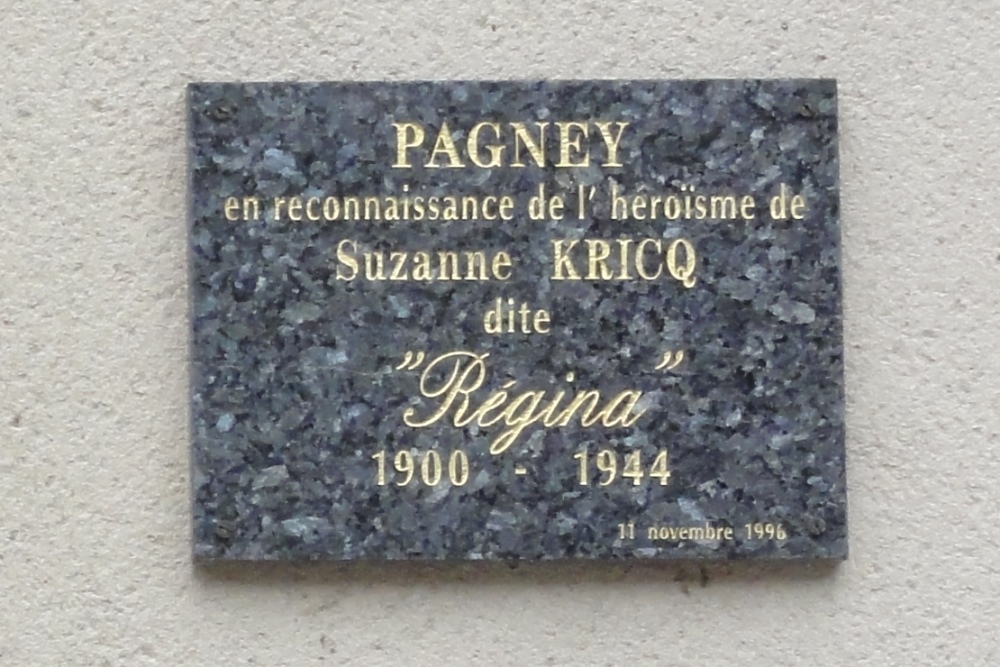 PAGNEY
en reconnaissance de l' héroïsme de
Suzanne KRICQ
dite
"Régina"
1900 - 1944
11 novembre 1996